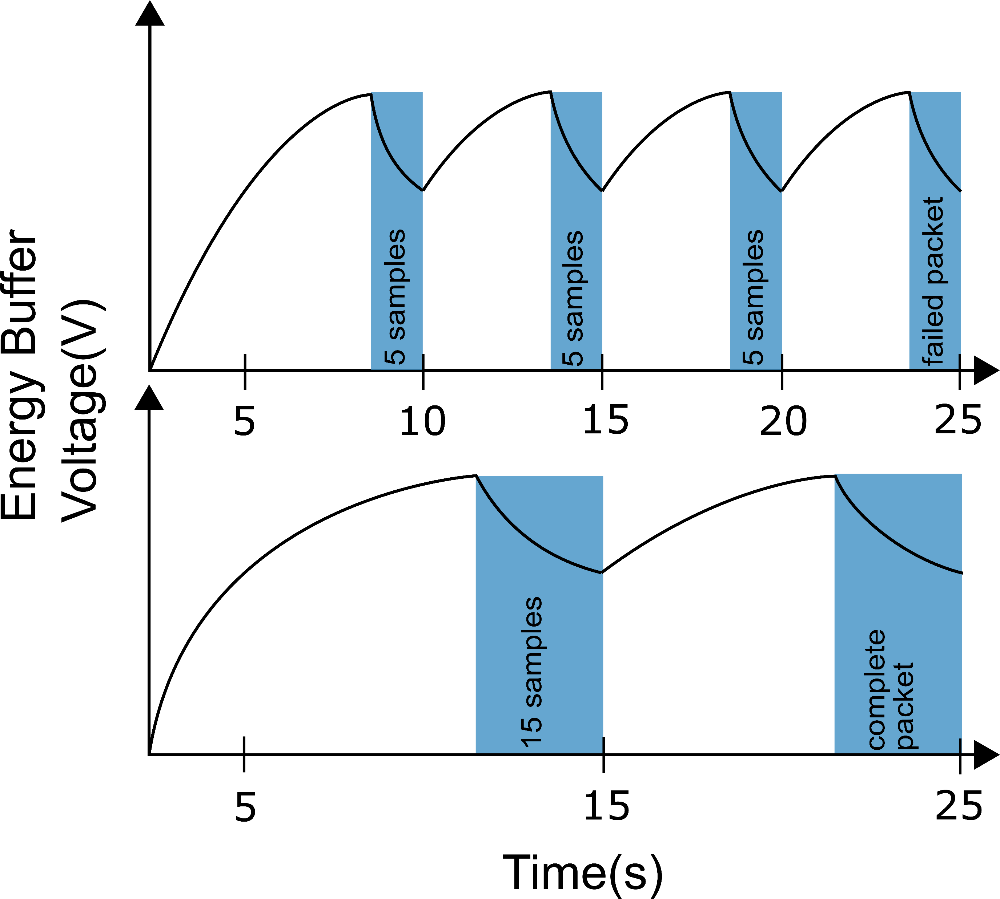 Energy Buffer
Voltage(V)
5 samples
5 samples
5 samples
failed packet
5
10
15
20
25
15 samples
complete
packet
5
15
25
Time(s)